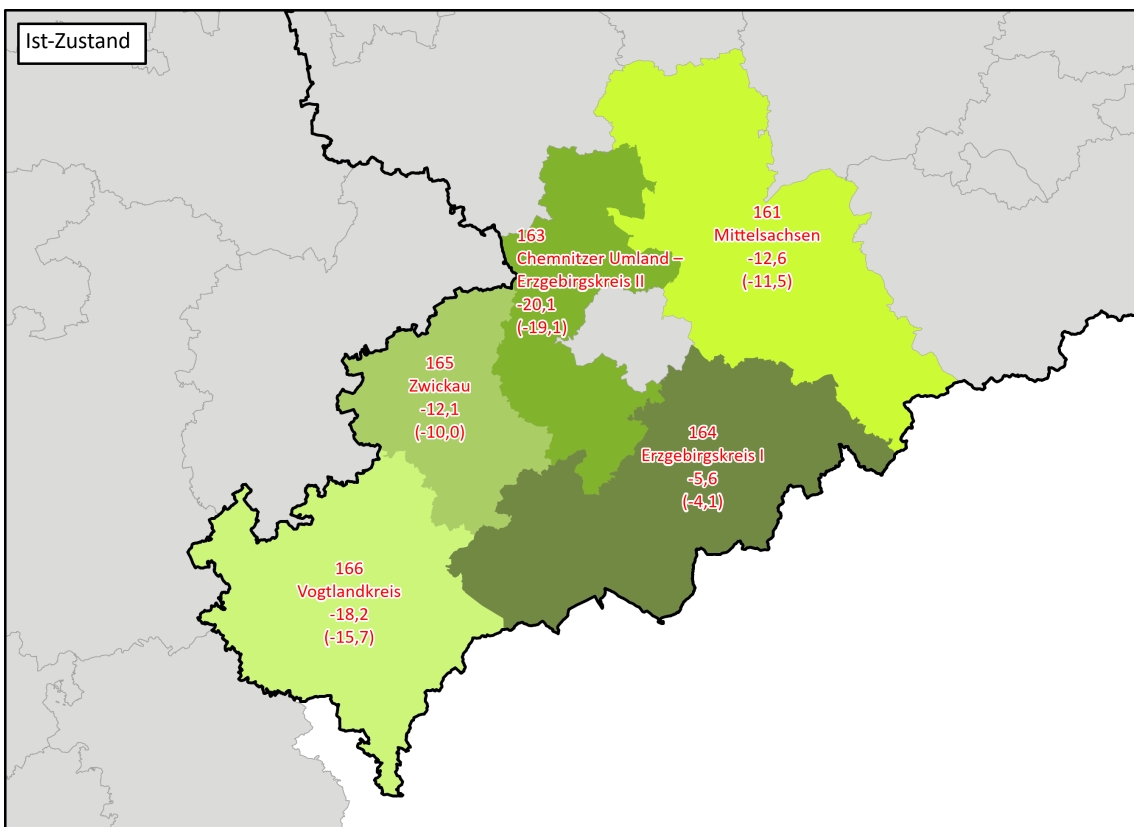 Ist-Zustand
161
Mittelsachsen
-12,6
(-11,5)
163
Chemnitzer Umland –
Erzgebirgskreis II
-20,1
(-19,1)
165
Zwickau
-12,1
(-10,0)
164
Erzgebirgskreis I
-5,6
(-4,1)
166
Vogtlandkreis
-18,2
(-15,7)